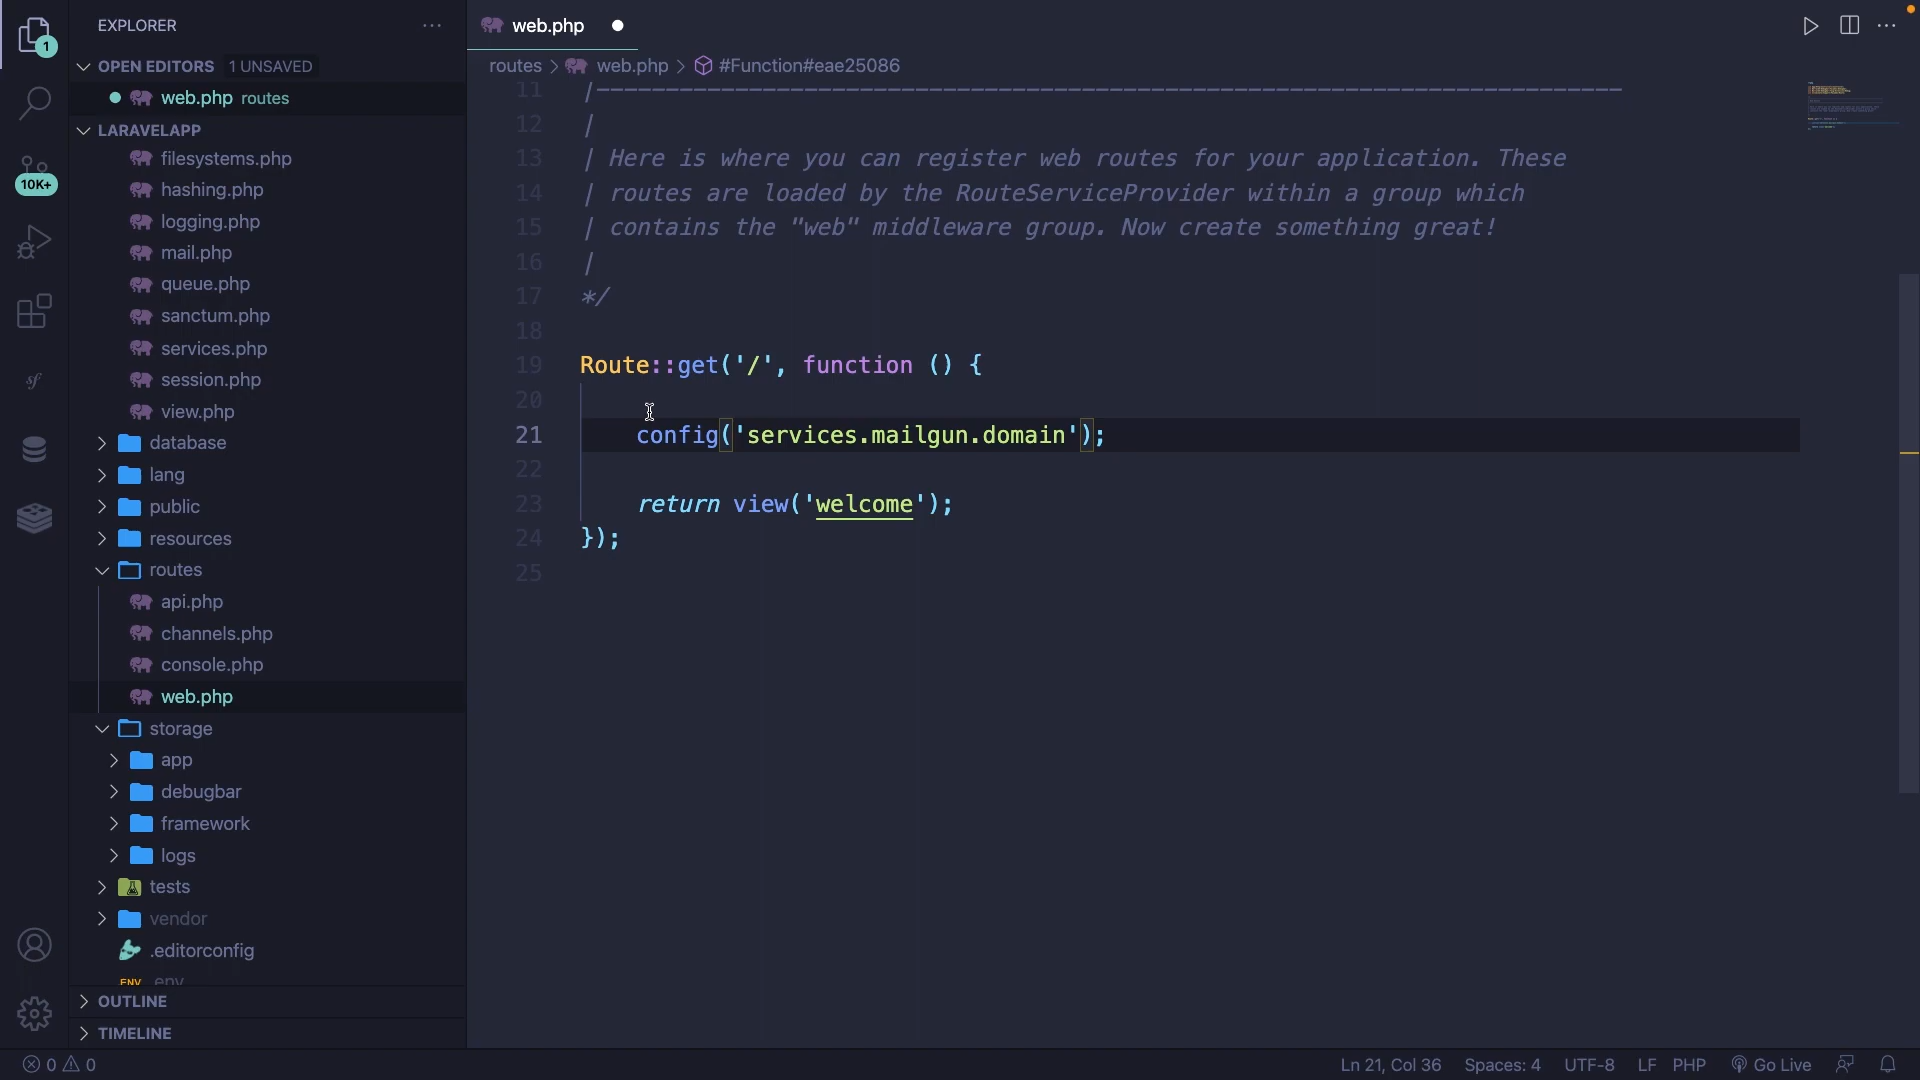 EXPLORER
OPEN EDITORS 1 UNSAVED
web.php routes
LARAVELAPP
filesystems.php
hashing.php
logging.php
mail.php
queue.php
sanctum.php
services.php
session.php
view.php
database
lang
public
resources
routes
api.php
channels.php
console.php
web.php
storage
app
debugbar
framework
logs
tests
vendor
.editorconfig
ENV .env
OUTLINE
TIMELINE
1
10K+
sf
web.php
routes > web.php > #Function#eae25086
11 |--------------------------------------------------------------------------
12 |
13 | Here is where you can register web routes for your application. These
14 | routes are loaded by the RouteServiceProvider within a group which
15 | contains the "web" middleware group. Now create something great!
16 |
17 */
18
19 Route::get('/', function () {
20
21 config('services.mailgun.domain');
22
23 return view('welcome');
24 });
25
0 0
Ln 21, Col 36 Spaces: 4 UTF-8 LF PHP Go Live